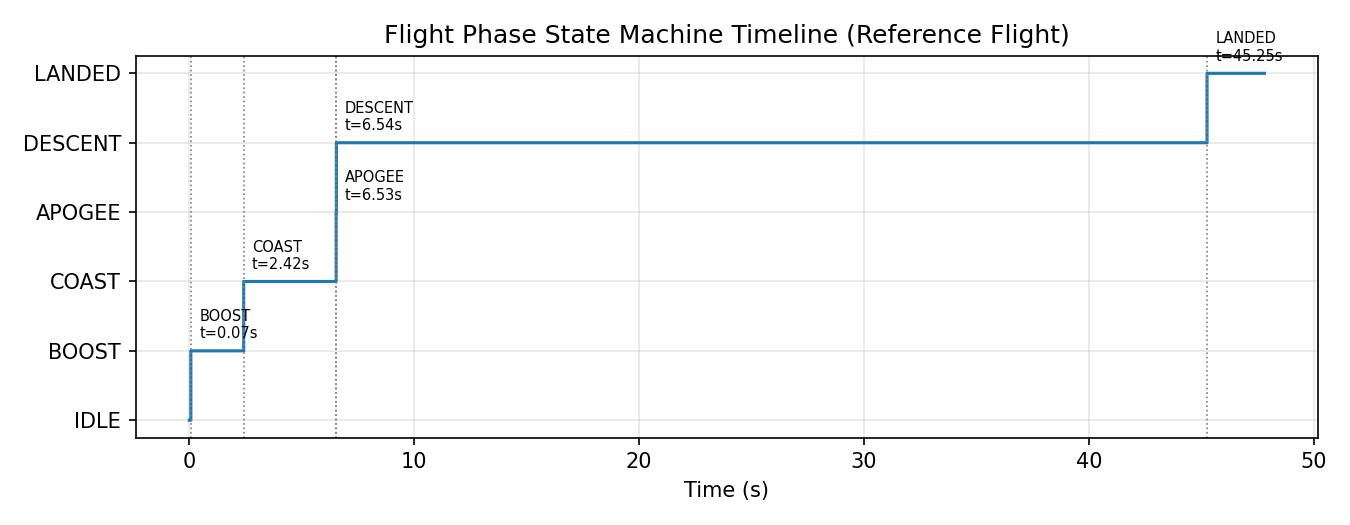 Flight Phase State Machine Timeline (Reference Flight)
LANDED
t=45.25s
LANDED
DESCENT
t=6.54s
DESCENT
APOGEE
t=6.53s
APOGEE
COAST
t=2.42s
COAST
BOOST
t=0.07s
BOOST
IDLE
0
10
20
30
40
50
Time (s)